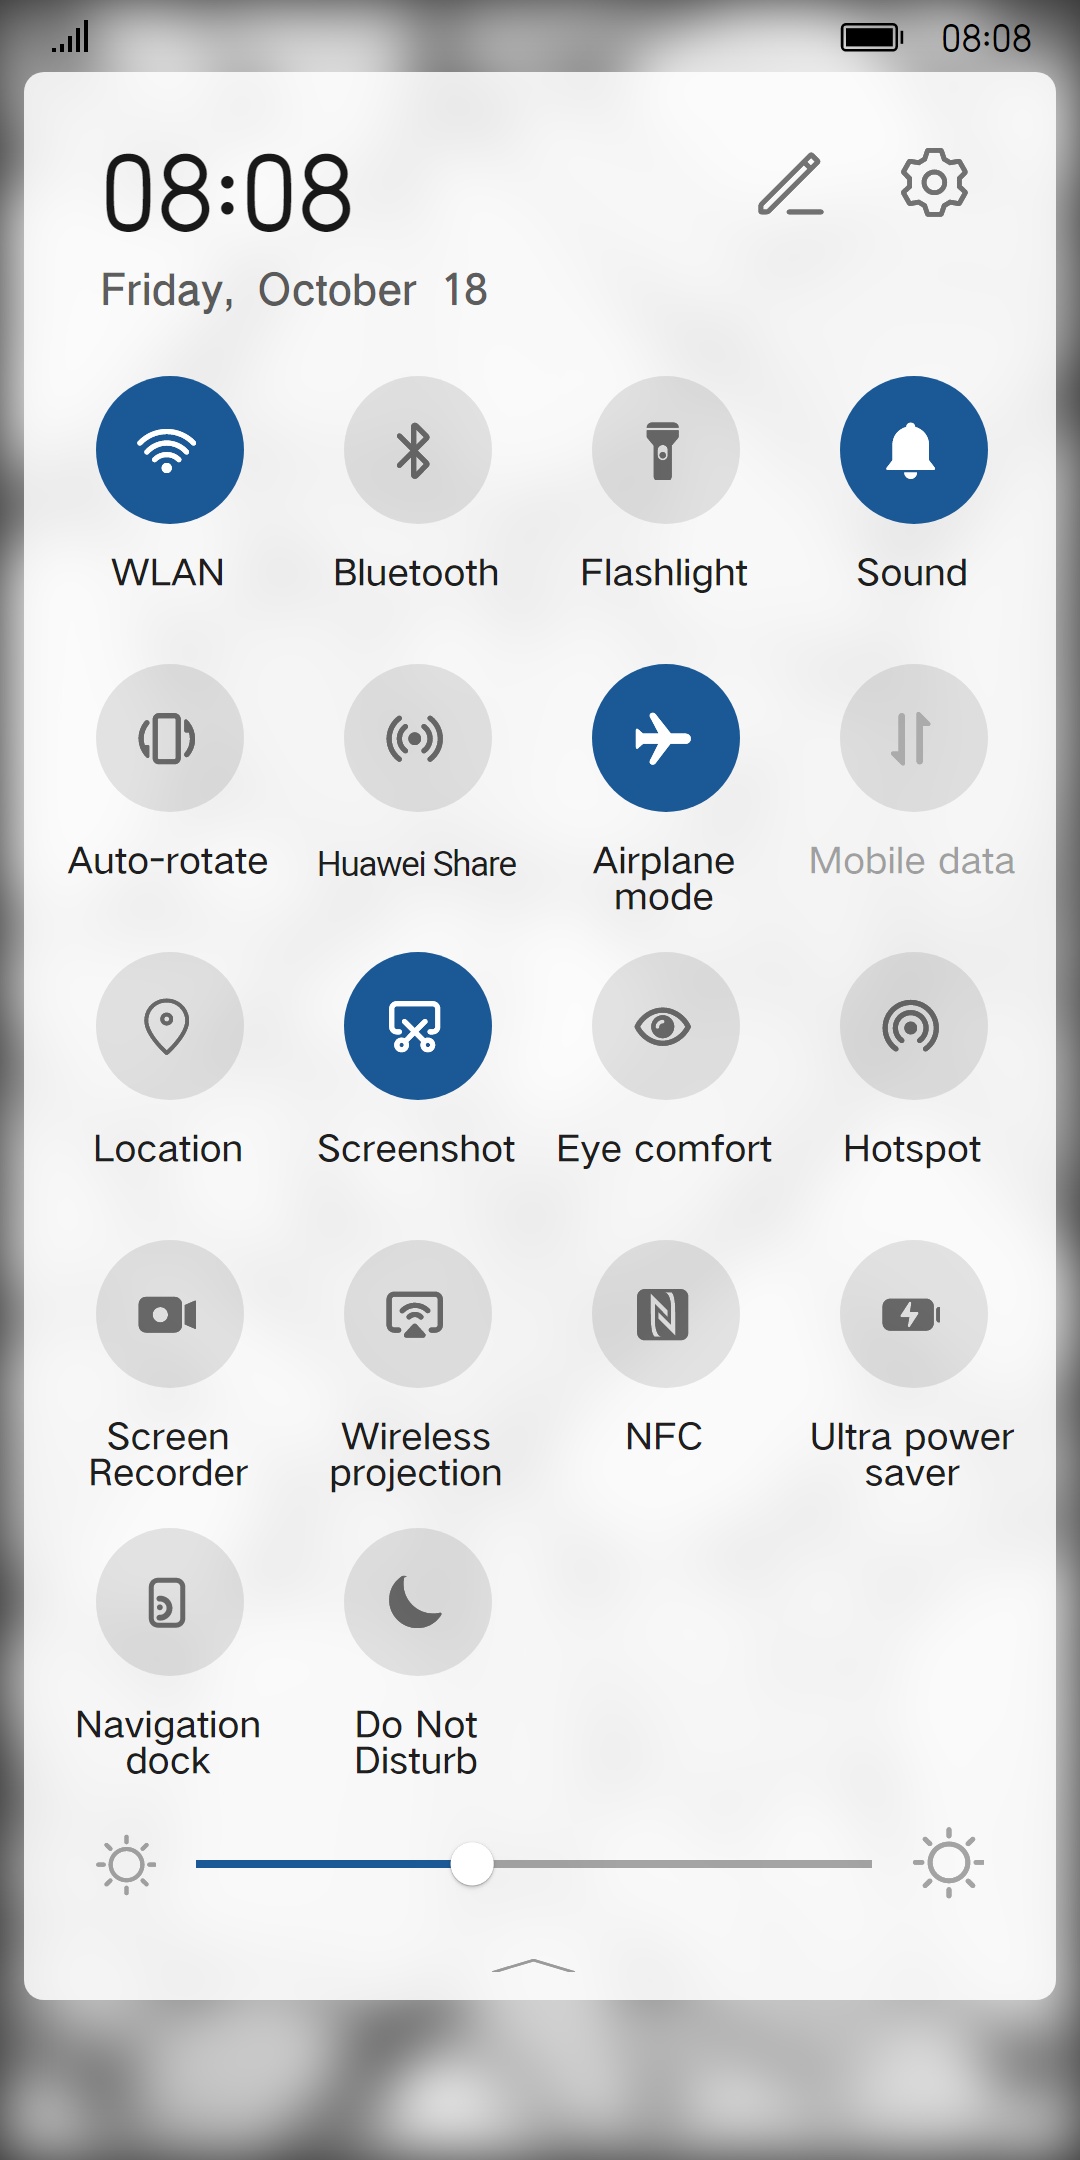 08:08
08:08
Friday, October 18
WLAN
Bluetooth
Flashlight
Sound
Auto-rotate
Huawei Share
Airplane
mode
Mobile data
Location
Screenshot
Eye comfort
Hotspot
Screen
Recorder
Wireless
projection
NFC
Ultra power
saver
Navigation
dock
Do Not
Disturb